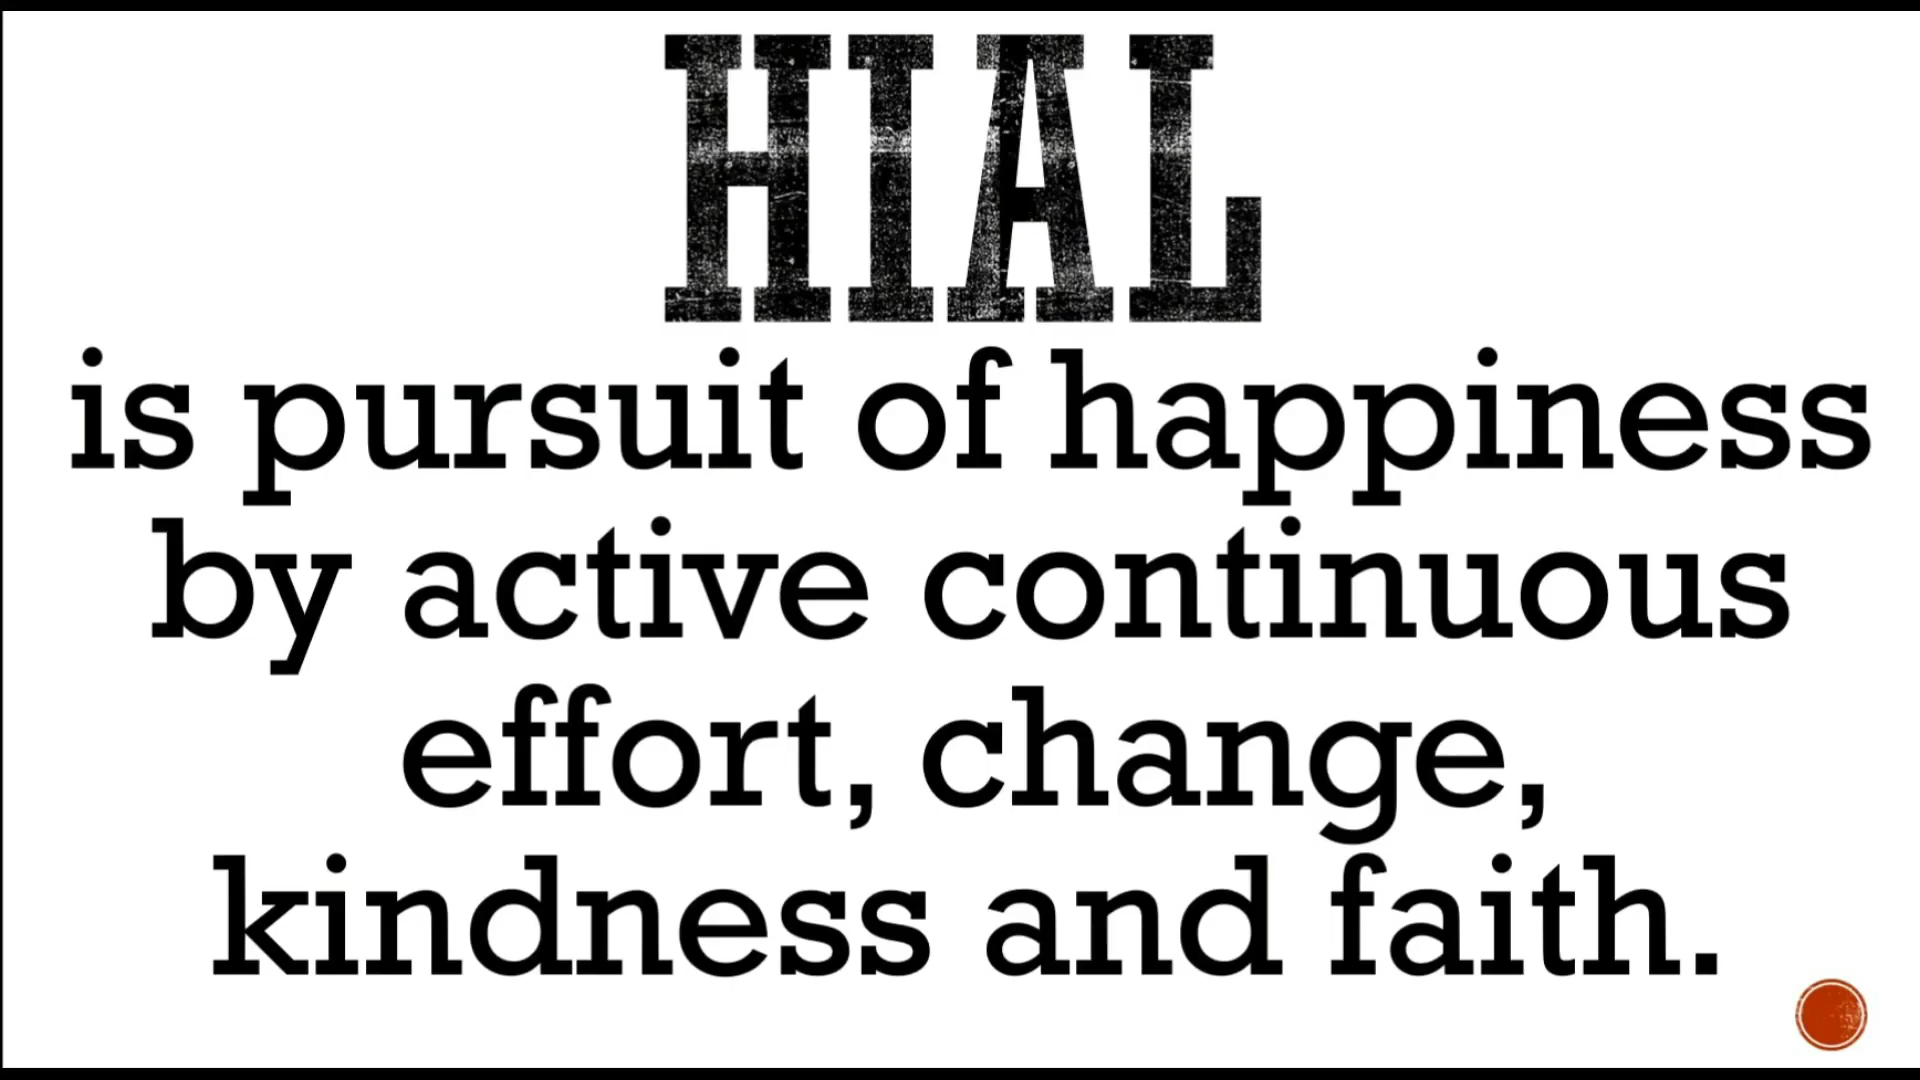 HIAL
is pursuit of happiness
by active continuous
effort, change,
kindness and faith.